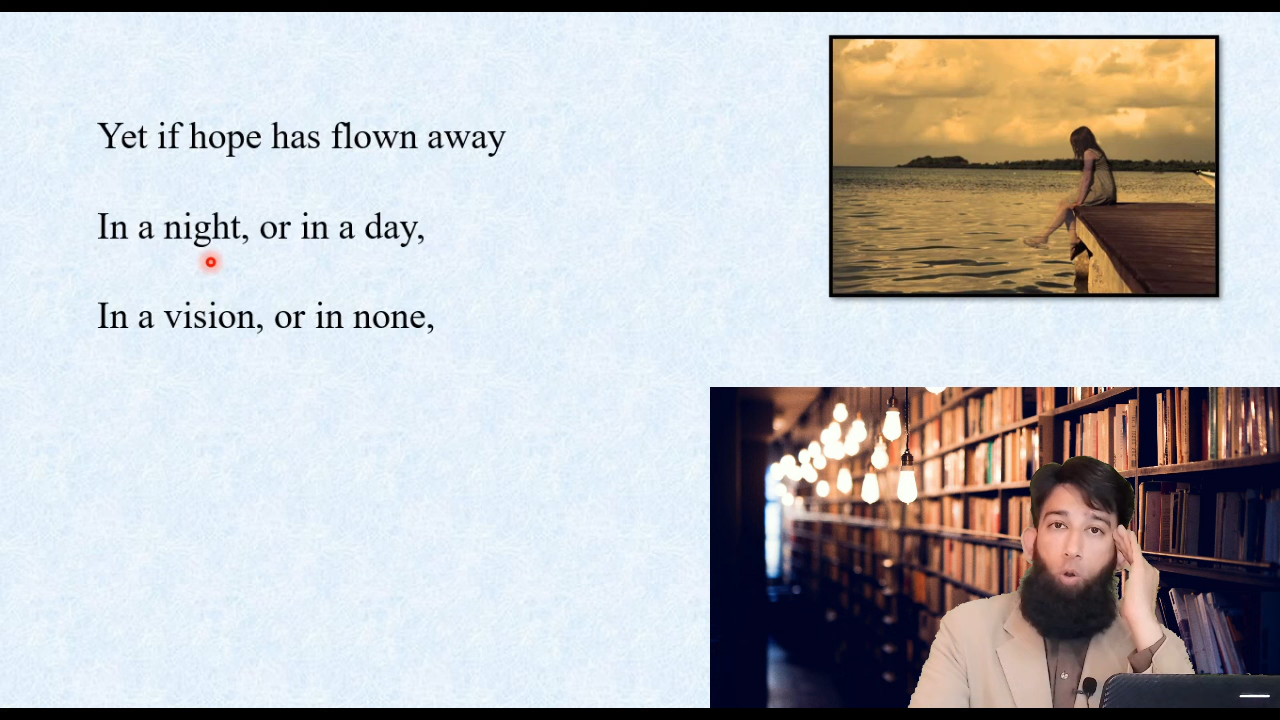 Yet if hope has flown away
In a night, or in a day,
In a vision, or in none,